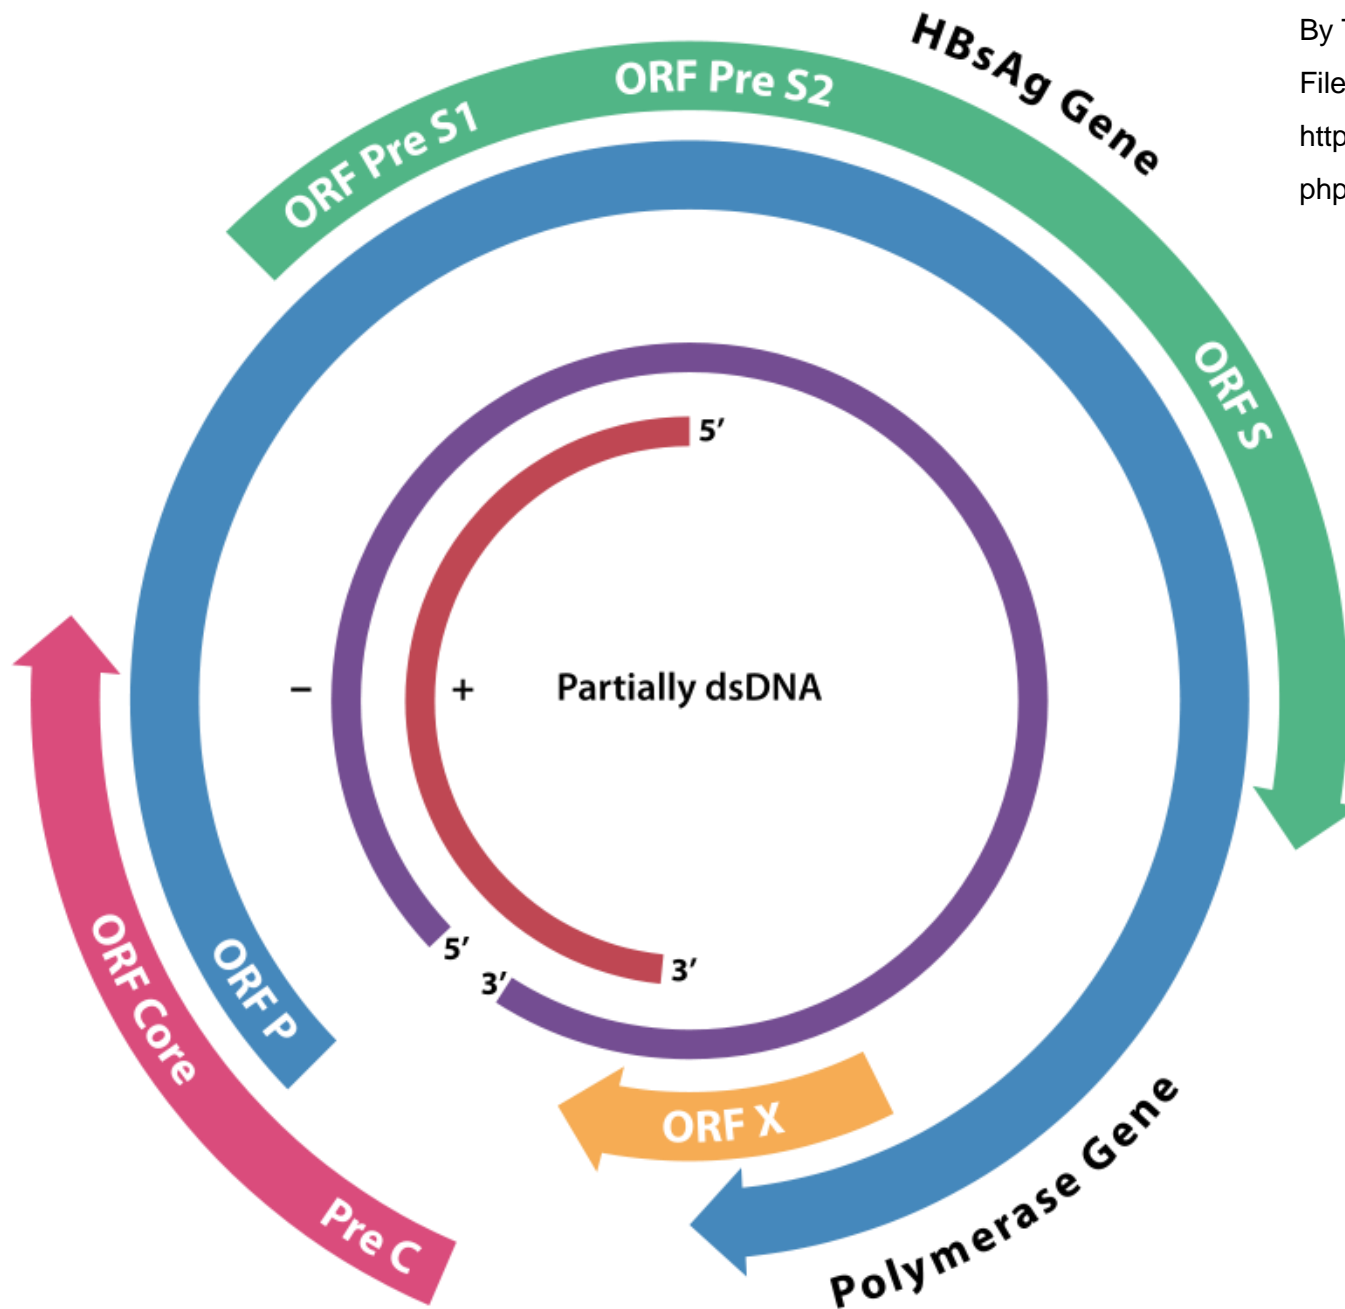 By
File
http
php
HBsAg Gene
ORF Pre S1
ORF Pre S2
ORF S
5’
– + Partially dsDNA
5’
3’
3’
ORF Core
ORF P
ORF X
Pre C
Polymerase Gene